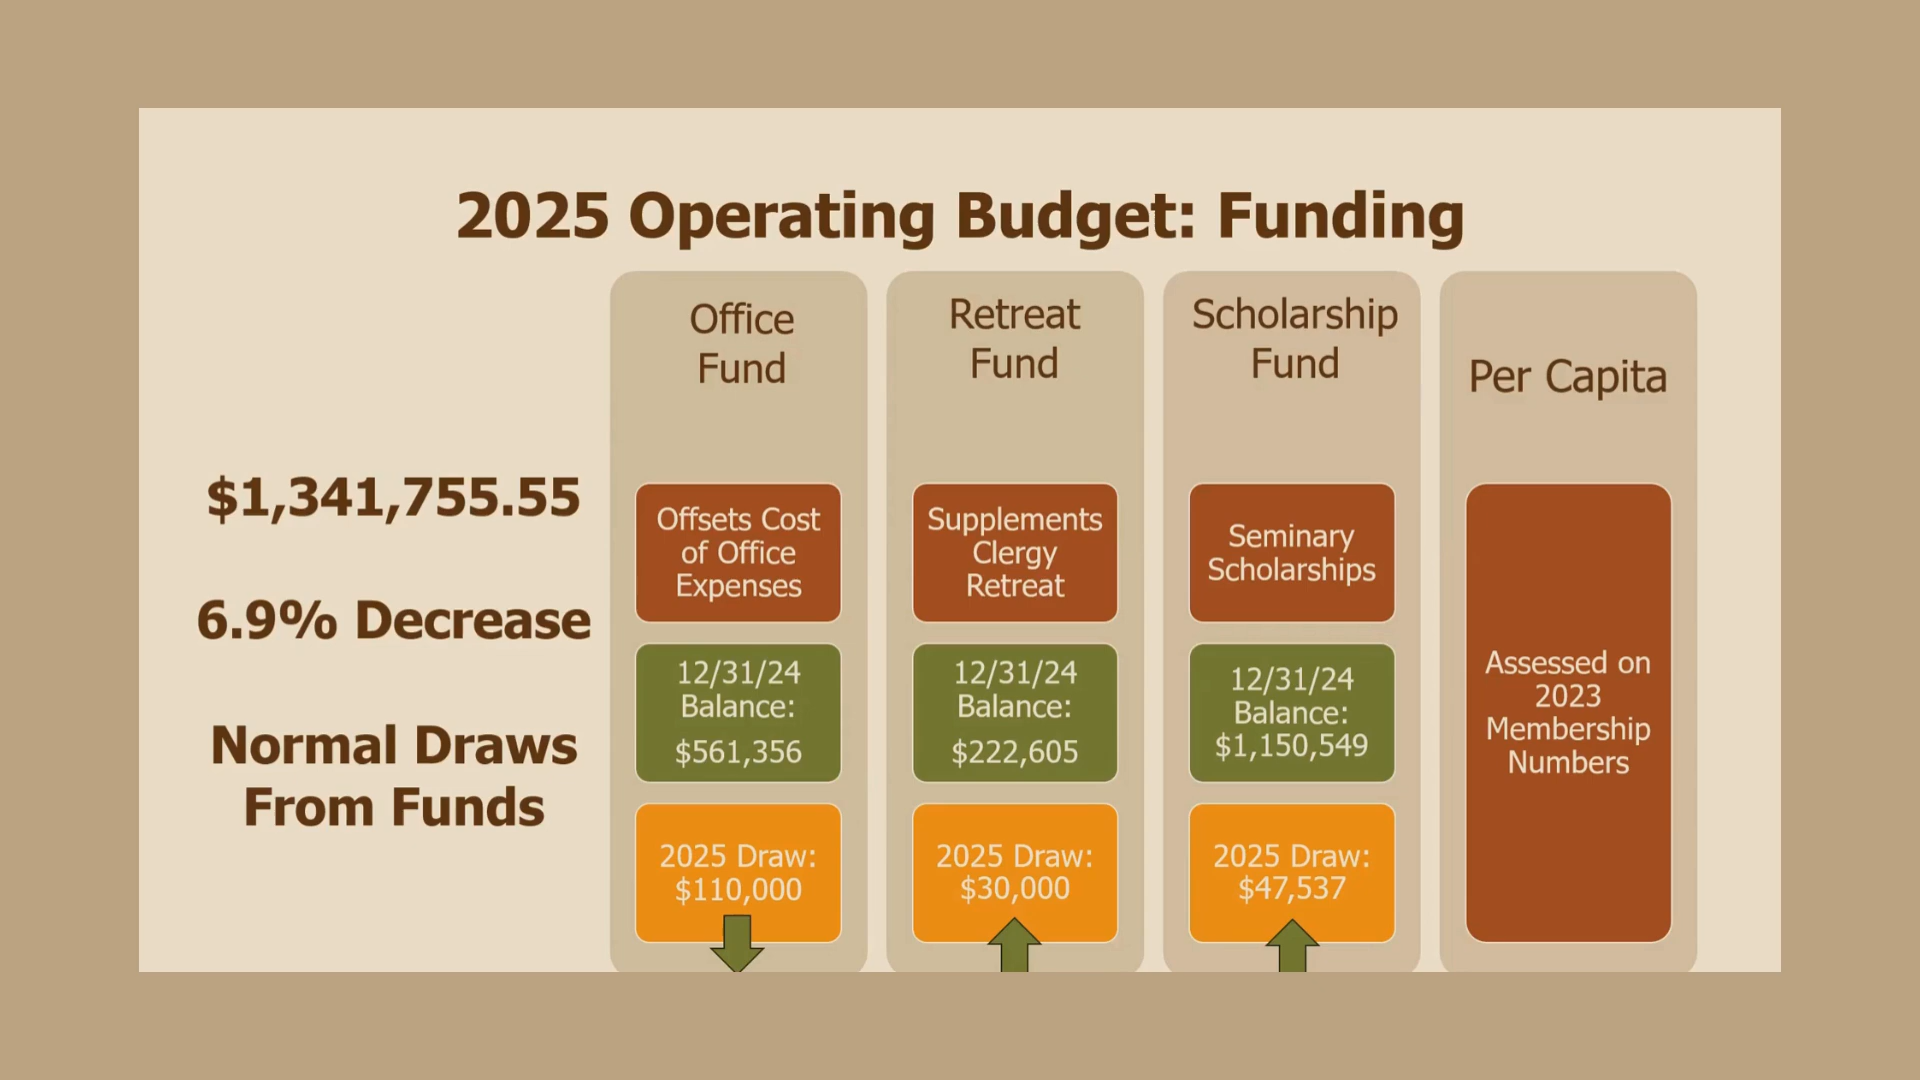 2025 Operating Budget: Funding
$1,341,755.55
6.9% Decrease
Normal Draws
From Funds
Office
Fund
Offsets Cost
of Office
Expenses
12/31/24
Balance:
$561,356
2025 Draw:
$110,000
Retreat
Fund
Supplements
Clergy
Retreat
12/31/24
Balance:
$222,605
2025 Draw:
$30,000
Scholarship
Fund
Seminary
Scholarships
12/31/24
Balance:
$1,150,549
2025 Draw:
$47,537
Per Capita
Assessed on
2023
Membership
Numbers